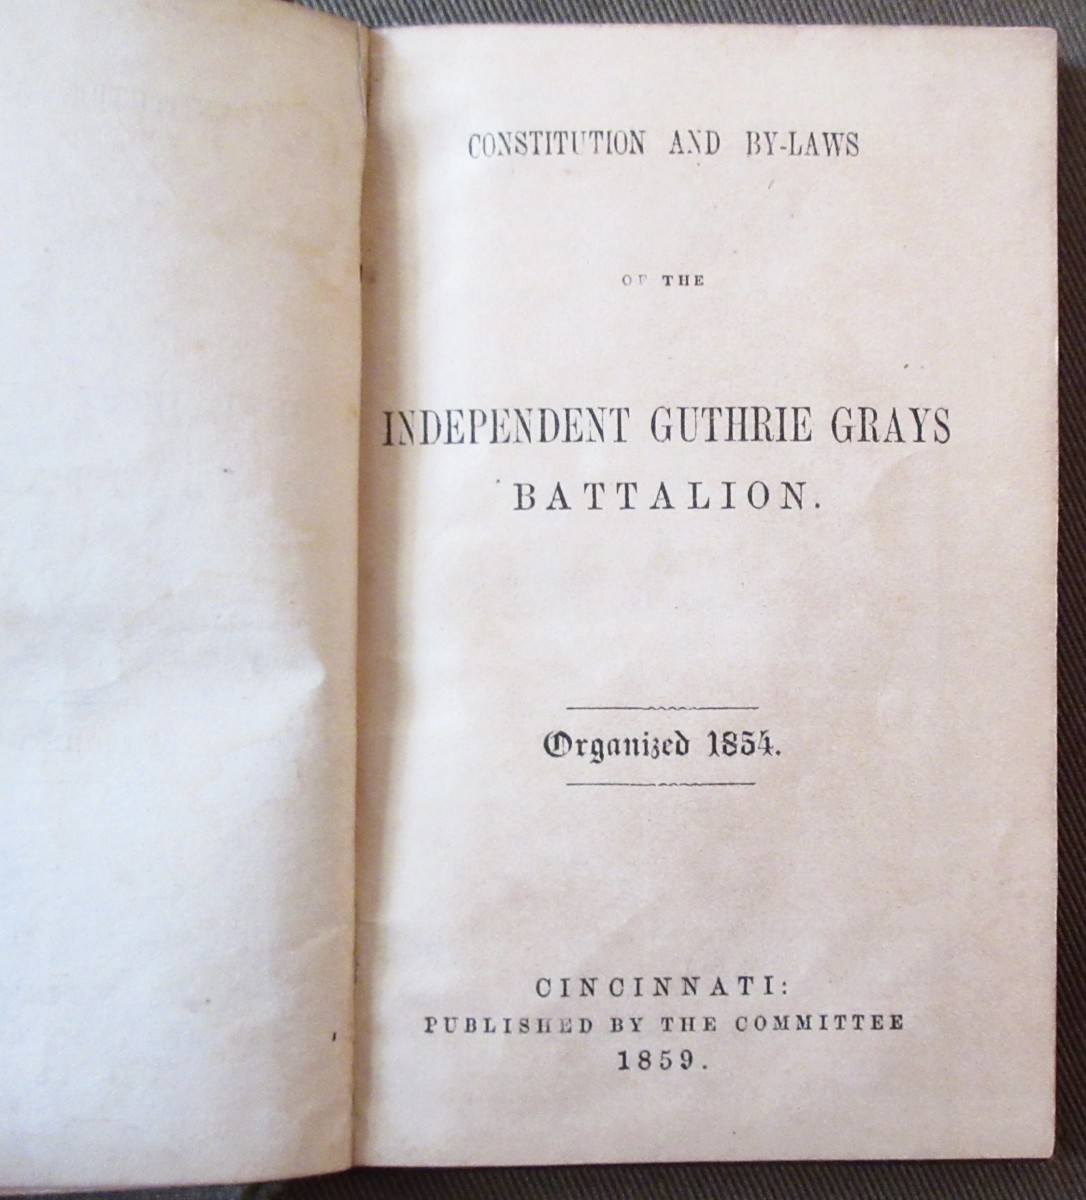 CONSTITUTION AND BY-LAWS
OF THE
INDEPENDENT GUTHRIE GRAYS
BATTALION.
Organized 1854.
CINCINNATI:
PUBLISHED BY THE COMMITTEE
1859.